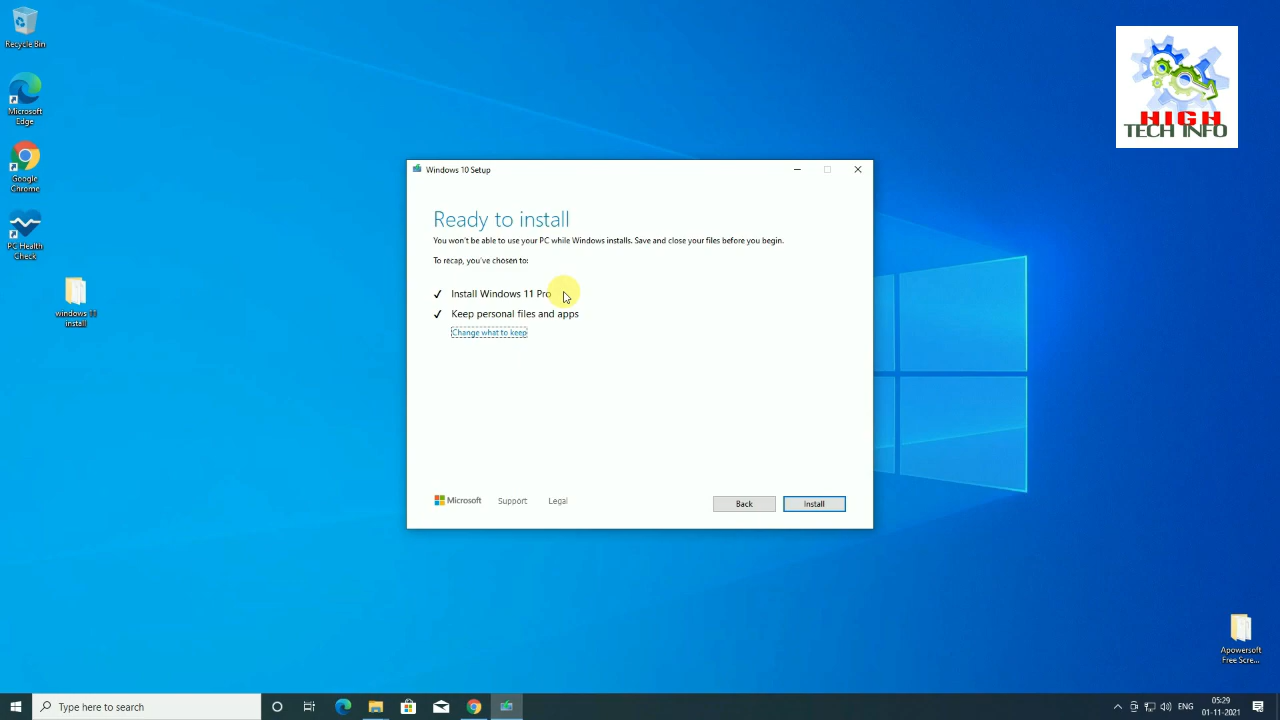 Recycle Bin
Microsoft
Edge
Google
Chrome
PC Health
Check
windows 11
install
HIGH
TECH INFO
Windows 10 Setup
Ready to install
You won't be able to use your PC while Windows installs. Save and close your files before you begin.
To recap, you've chosen to:
✓ Install Windows 11 Pro
✓ Keep personal files and apps
Change what to keep
Microsoft Support Legal
Back Install
Apowersoft
Free Scre...
Type here to search
ENG
05:29
01-11-2021